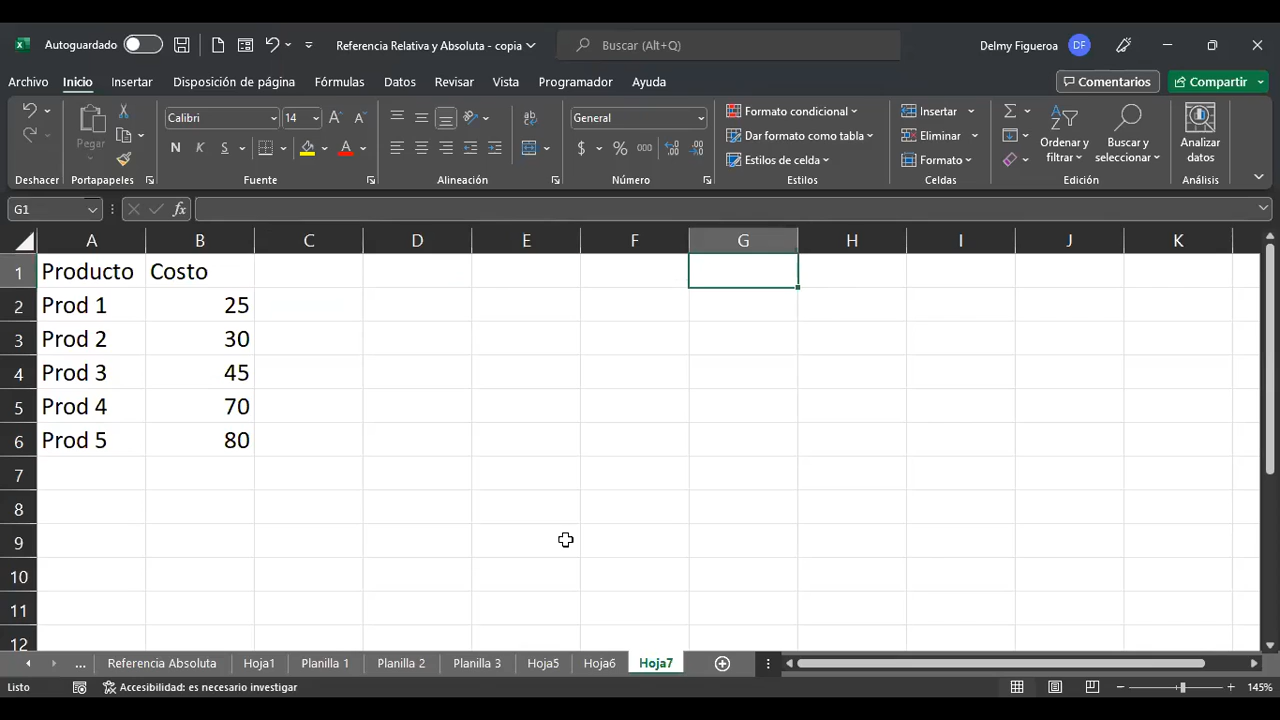 Autoguardado
Referencia Relativa y Absoluta - copia
Buscar (Alt+Q)
Delmy Figueroa
DF
Archivo Inicio Insertar Disposición de página Fórmulas Datos Revisar Vista Programador Ayuda
Comentarios
Compartir
Pegar
Calibri 14
N K S
General
$ % 000
Formato condicional
Dar formato como tabla
Estilos de celda
Insertar
Eliminar
Formato
Ordenar y
filtrar
Buscar y
seleccionar
Analizar
datos
Deshacer Portapapeles Fuente Alineación Número Estilos Celdas Edición Análisis
G1
fx
A B C D E F G H I J K
1 Producto Costo
2 Prod 1 25
3 Prod 2 30
4 Prod 3 45
5 Prod 4 70
6 Prod 5 80
7
8
9
10
11
12
... Referencia Absoluta Hoja1 Planilla 1 Planilla 2 Planilla 3 Hoja5 Hoja6 Hoja7
Listo Accesibilidad: es necesario investigar 145%